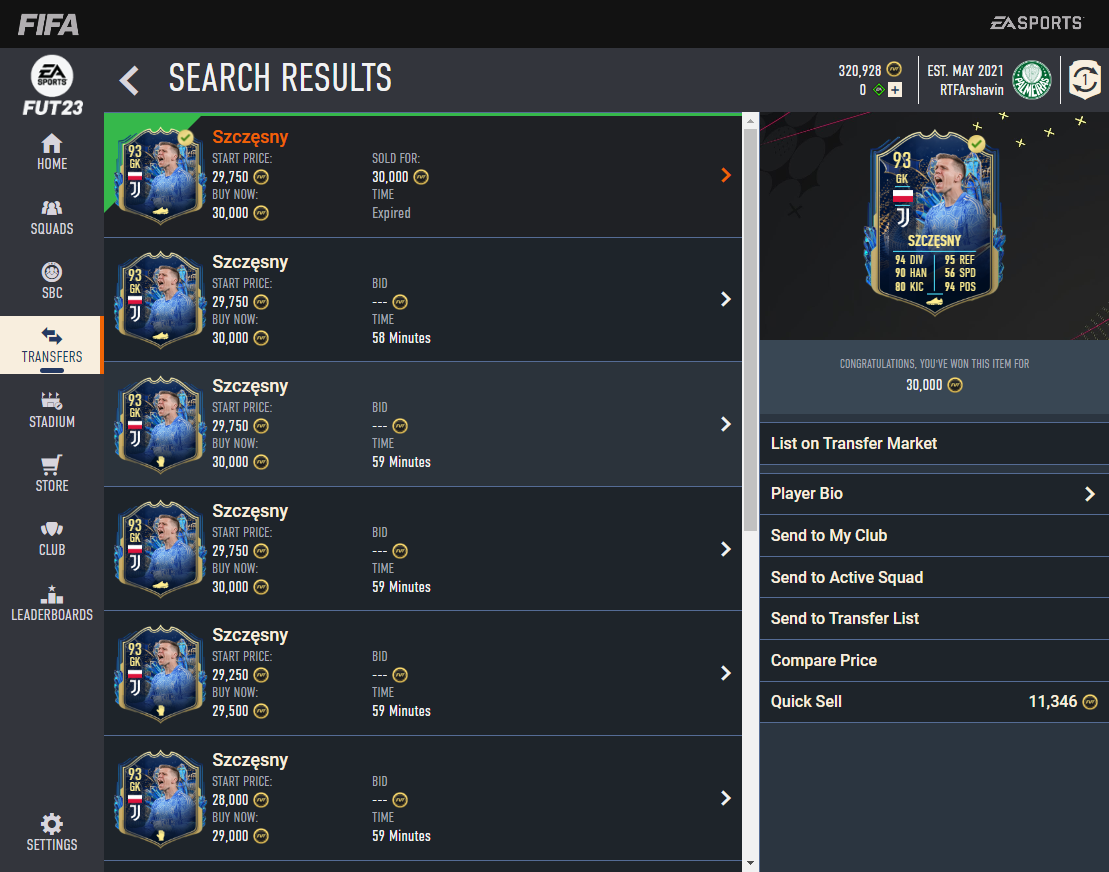 FIFA
EA SPORTS
EA SPORTS
FUT23
SEARCH RESULTS
320,928
0
EST. MAY 2021
RTFArshavin
PALMEIRAS
1
HOME
SQUADS
SBC
TRANSFERS
STADIUM
STORE
CLUB
LEADERBOARDS
SETTINGS
93
GK
Szczęsny
START PRICE:
29,750
BUY NOW:
30,000
SOLD FOR:
30,000
TIME
Expired
93
GK
Szczęsny
START PRICE:
29,750
BUY NOW:
30,000
BID
---
TIME
58 Minutes
93
GK
Szczęsny
START PRICE:
29,750
BUY NOW:
30,000
BID
---
TIME
59 Minutes
93
GK
Szczęsny
START PRICE:
29,750
BUY NOW:
30,000
BID
---
TIME
59 Minutes
93
GK
Szczęsny
START PRICE:
29,250
BUY NOW:
29,500
BID
---
TIME
59 Minutes
93
GK
Szczęsny
START PRICE:
28,000
BUY NOW:
29,000
BID
---
TIME
59 Minutes
93
GK
SZCZĘSNY
94 DIV 95 REF
90 HAN 56 SPD
80 KIC 94 POS
CONGRATULATIONS, YOU'VE WON THIS ITEM FOR
30,000
List on Transfer Market
Player Bio
Send to My Club
Send to Active Squad
Send to Transfer List
Compare Price
Quick Sell 11,346